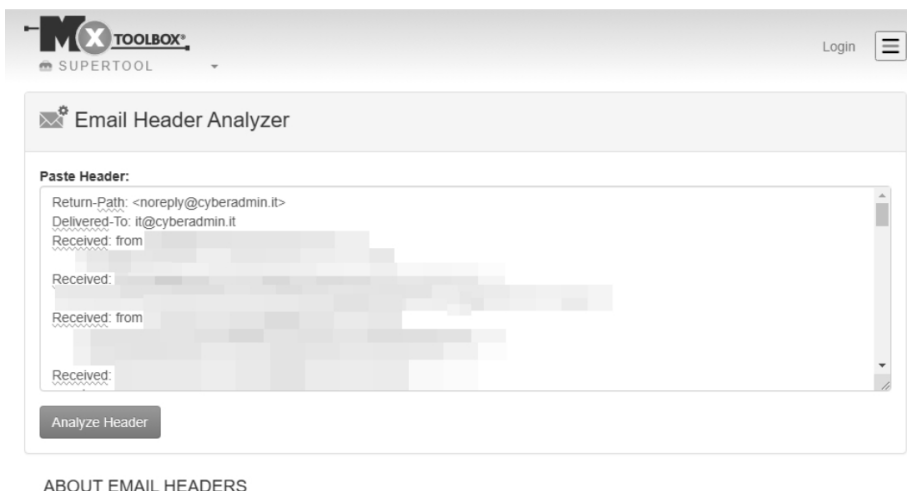 MX TOOLBOX®
SUPERTOOL
Login
Email Header Analyzer
Paste Header:
Return-Path: <noreply@cyberadmin.it>
Delivered-To: it@cyberadmin.it
Received: from
Received:
Received: from
Received:
Analyze Header
ABOUT EMAIL HEADERS